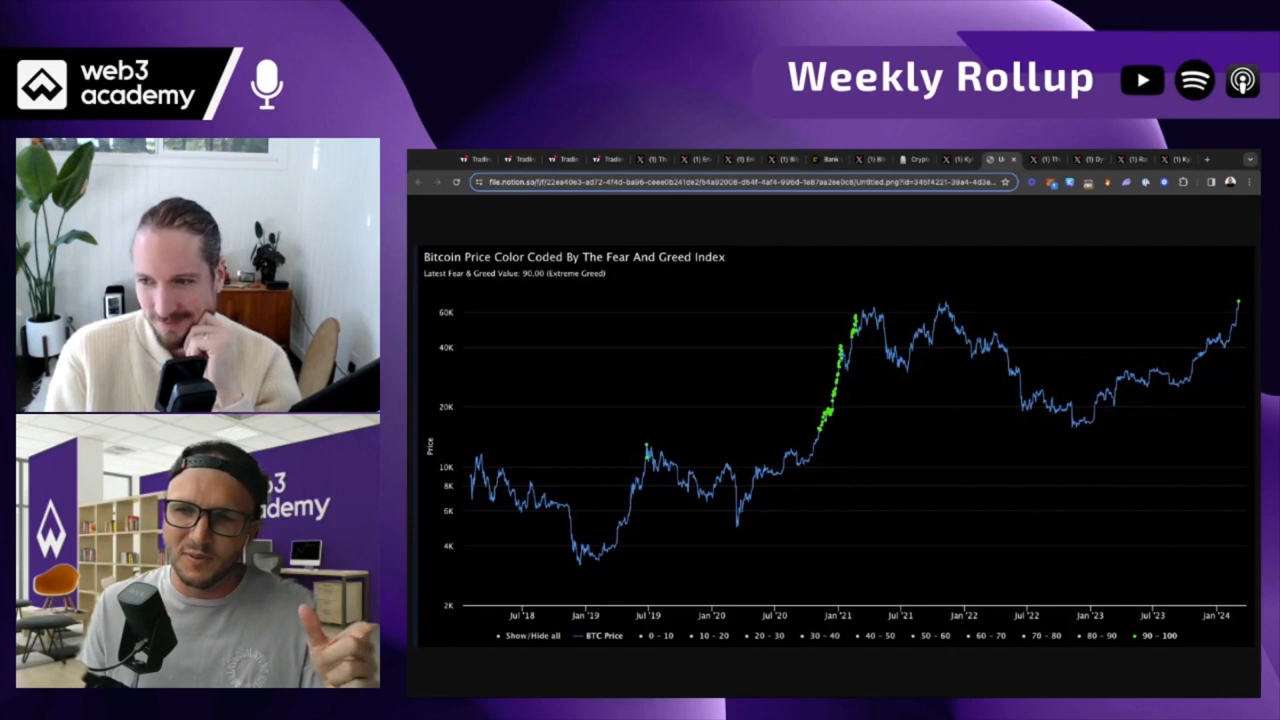 web3
academy
Weekly Rollup
Bitcoin Price Color Coded By The Fear And Greed Index
Latest Fear & Greed Value: 90.00 (Extreme Greed)
60K
40K
20K
10K
8K
6K
4K
2K
Price
Jul '18 Jan '19 Jul '19 Jan '20 Jul '20 Jan '21 Jul '21 Jan '22 Jul '22 Jan '23 Jul '23 Jan '24
Show/Hide all BTC Price 0 - 10 10 - 20 20 - 30 30 - 40 40 - 50 50 - 60 60 - 70 70 - 80 80 - 90 90 - 100